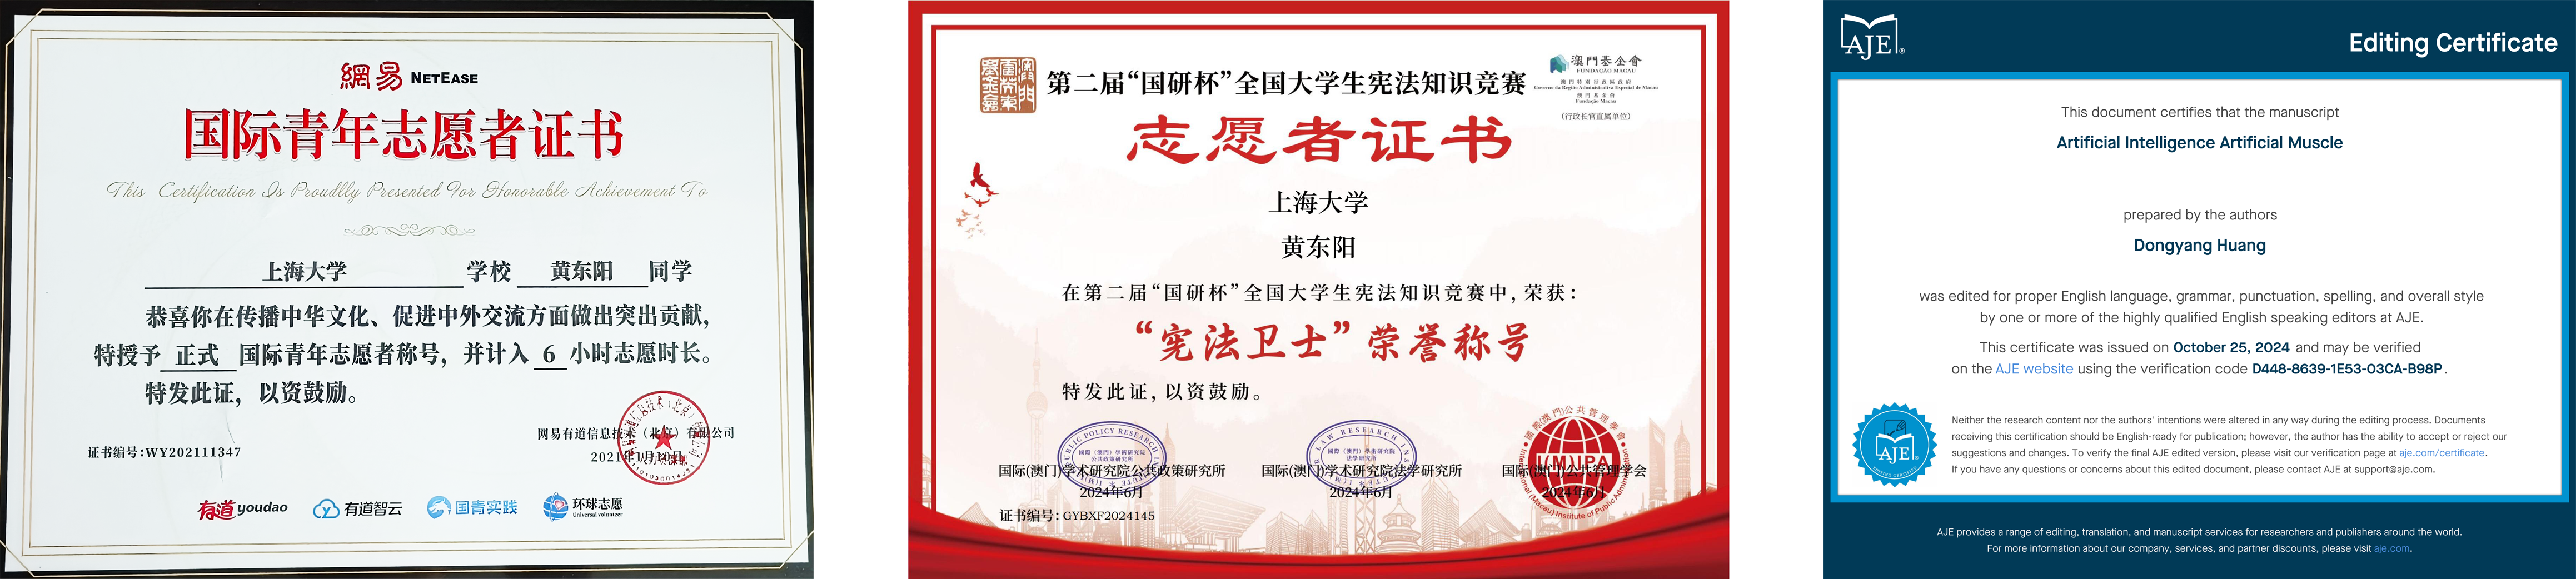 網易 NETEASE
国际青年志愿者证书
This Certification Is Proudlly Presented For Honorable Achievement To
上海大学 学校 黄东阳 同学
恭喜你在传播中华文化、促进中外交流方面做出突出贡献,
特授予 正式 国际青年志愿者称号, 并计入 6 小时志愿时长。
特发此证, 以资鼓励。
网易有道信息技术（北京）有限公司
证书编号:WY202111347
2021年1月10日
有道youdao 有道智云 国青实践 环球志愿
Universal volunteer
第二届“国研杯”全国大学生宪法知识竞赛
澳門基金會
FUNDAÇÃO MACAU
澳門特別行政區政府
Governo da Região Administrativa Especial de Macau
澳門基金會
Fundação Macau
(行政长官直属单位)
志愿者证书
上海大学
黄东阳
在第二届“国研杯”全国大学生宪法知识竞赛中, 荣获:
“宪法卫士”荣誉称号
特发此证, 以资鼓励。
国际(澳门)学术研究院公共政策研究所
2024年6月
国际(澳门)学术研究院法学研究所
2024年6月
国际(澳门)公共管理学会
2024年6月
I(M)IPA
International (Macau) Institute of Public Administration
证书编号: GYBXF2024145
AJE
Editing Certificate
This document certifies that the manuscript
Artificial Intelligence Artificial Muscle
prepared by the authors
Dongyang Huang
was edited for proper English language, grammar, punctuation, spelling, and overall style
by one or more of the highly qualified English speaking editors at AJE.
This certificate was issued on October 25, 2024 and may be verified
on the AJE website using the verification code D448-8639-1E53-03CA-B98P.
AJE
EDITING CERTIFIED
Neither the research content nor the authors' intentions were altered in any way during the editing process. Documents
receiving this certification should be English-ready for publication; however, the author has the ability to accept or reject our
suggestions and changes. To verify the final AJE edited version, please visit our verification page at aje.com/certificate.
If you have any questions or concerns about this edited document, please contact AJE at support@aje.com.
AJE provides a range of editing, translation, and manuscript services for researchers and publishers around the world.
For more information about our company, services, and partner discounts, please visit aje.com.